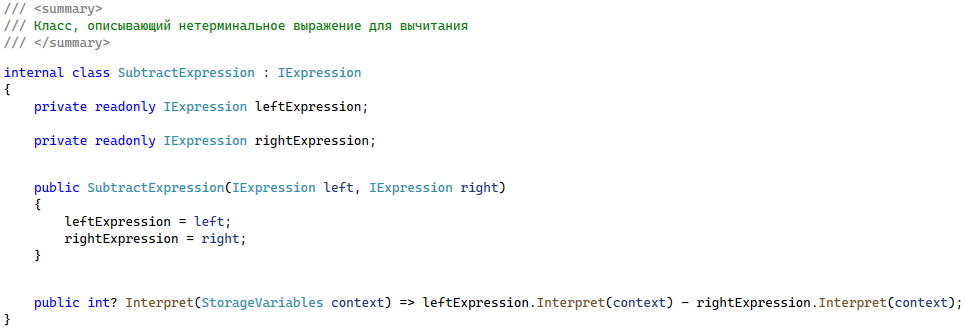 /// <summary>
/// Класс, описывающий нетерминальное выражение для вычитания
/// </summary>
internal class SubtractExpression : IExpression
{
    private readonly IExpression leftExpression;
    private readonly IExpression rightExpression;
    public SubtractExpression(IExpression left, IExpression right)
    {
        leftExpression = left;
        rightExpression = right;
    }
    public int? Interpret(StorageVariables context) => leftExpression.Interpret(context) - rightExpression.Interpret(context);
}